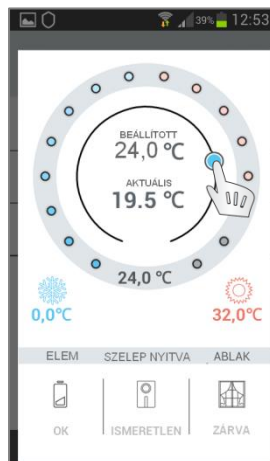 39% 12:53
BEÁLLÍTOTT
24,0 °C
AKTUÁLIS
19.5 °C
24,0 °C
0,0°C 32,0°C
ELEM SZELEP NYITVA ABLAK
OK ISMERETLEN ZÁRVA